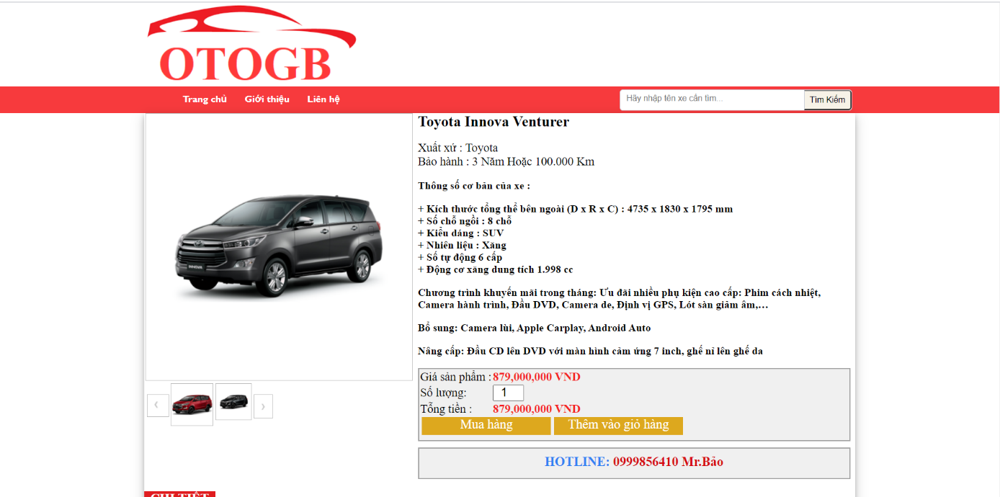 OTOGB
Trang chủ
Giới thiệu
Liên hệ
Hãy nhập tên xe cần tìm...
Tìm Kiếm
Toyota Innova Venturer
Xuất xứ : Toyota
Bảo hành : 3 Năm Hoặc 100.000 Km
Thông số cơ bản của xe :
+ Kích thước tổng thể bên ngoài (D x R x C) : 4735 x 1830 x 1795 mm
+ Số chỗ ngồi : 8 chỗ
+ Kiểu dáng : SUV
+ Nhiên liệu : Xăng
+ Số tự động 6 cấp
+ Động cơ xăng dung tích 1.998 cc
Chương trình khuyến mãi trong tháng: Ưu đãi nhiều phụ kiện cao cấp: Phim cách nhiệt,
Camera hành trình, Đầu DVD, Camera de, Định vị GPS, Lót sàn giảm âm,…
Bổ sung: Camera lùi, Apple Carplay, Android Auto
Nâng cấp: Đầu CD lên DVD với màn hình cảm ứng 7 inch, ghế nỉ lên ghế da
INNOVA
Giá sản phẩm : 879,000,000 VND
Số lượng: 1
Tổng tiền : 879,000,000 VND
Mua hàng
Thêm vào giỏ hàng
HOTLINE: 0999856410 Mr.Bảo
CHI TIẾT